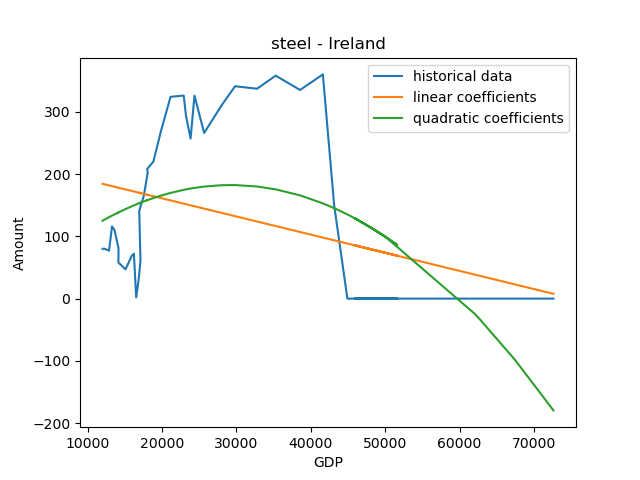 steel - Ireland
historical data
linear coefficients
quadratic coefficients
Amount
300
200
100
0
−100
−200
10000 20000 30000 40000 50000 60000 70000
GDP